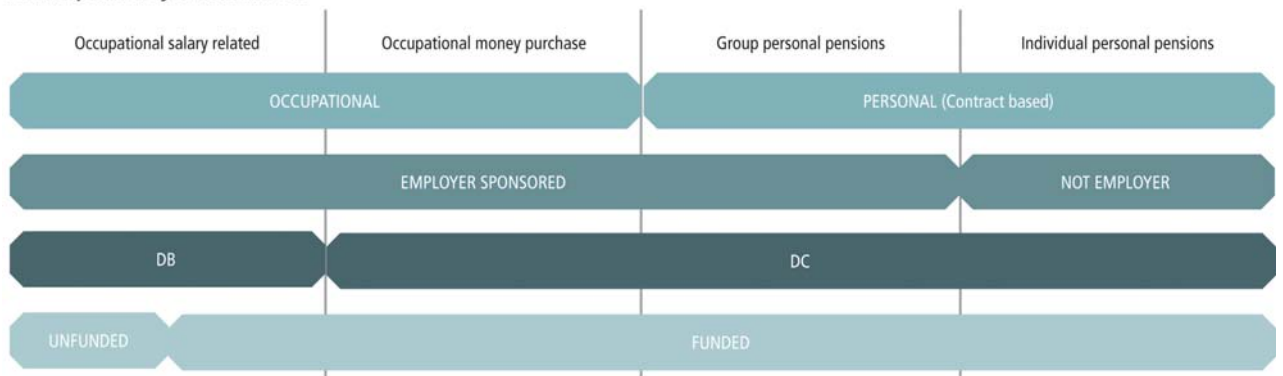 Occupational salary related
Occupational money purchase
Group personal pensions
Individual personal pensions
OCCUPATIONAL
PERSONAL (Contract based)
EMPLOYER SPONSORED
NOT EMPLOYER
DB
DC
UNFUNDED
FUNDED